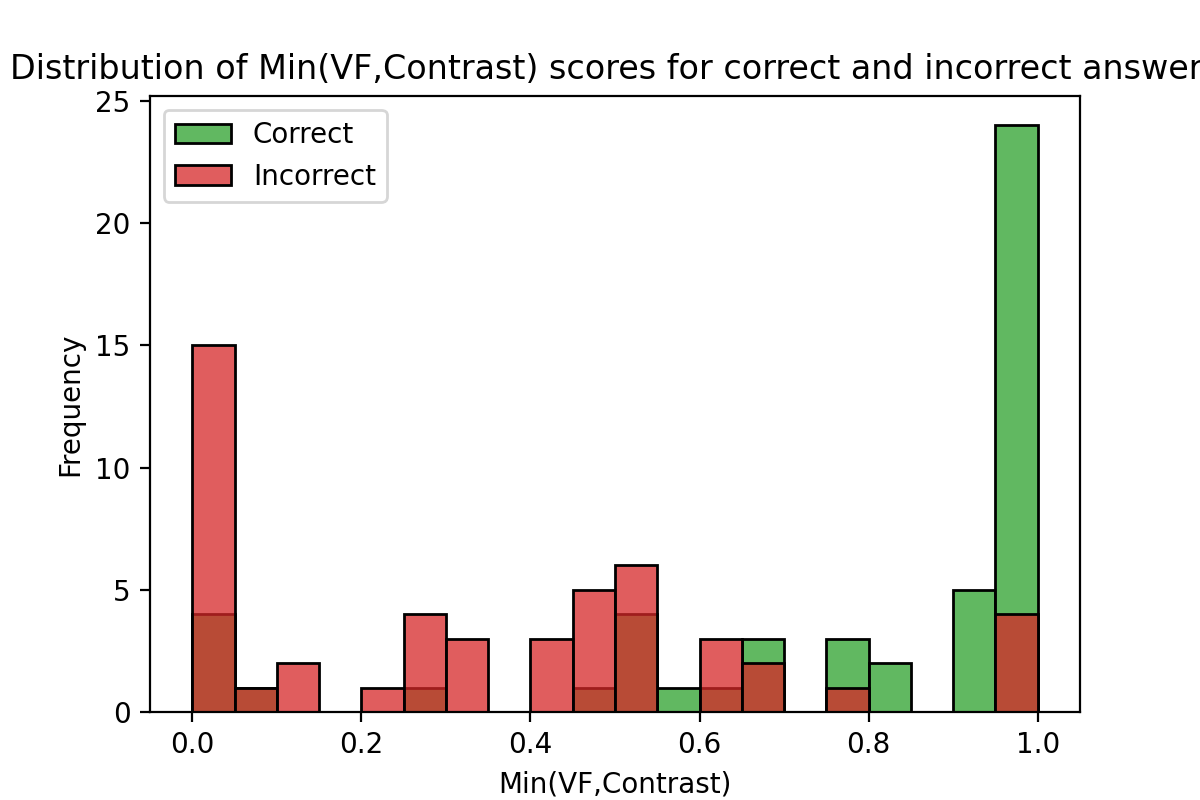 Distribution of Min(VF,Contrast) scores for correct and incorrect answer
Correct
Incorrect
Frequency
25
20
15
10
5
0
0.0 0.2 0.4 0.6 0.8 1.0
Min(VF,Contrast)